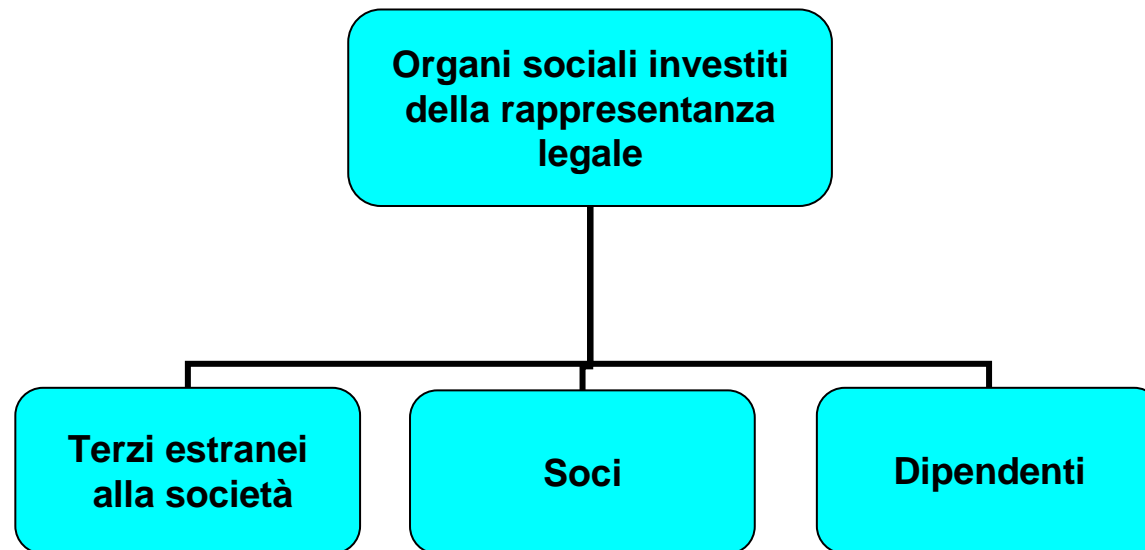 Organi sociali investiti
della rappresentanza
legale
Terzi estranei
alla società
Soci
Dipendenti